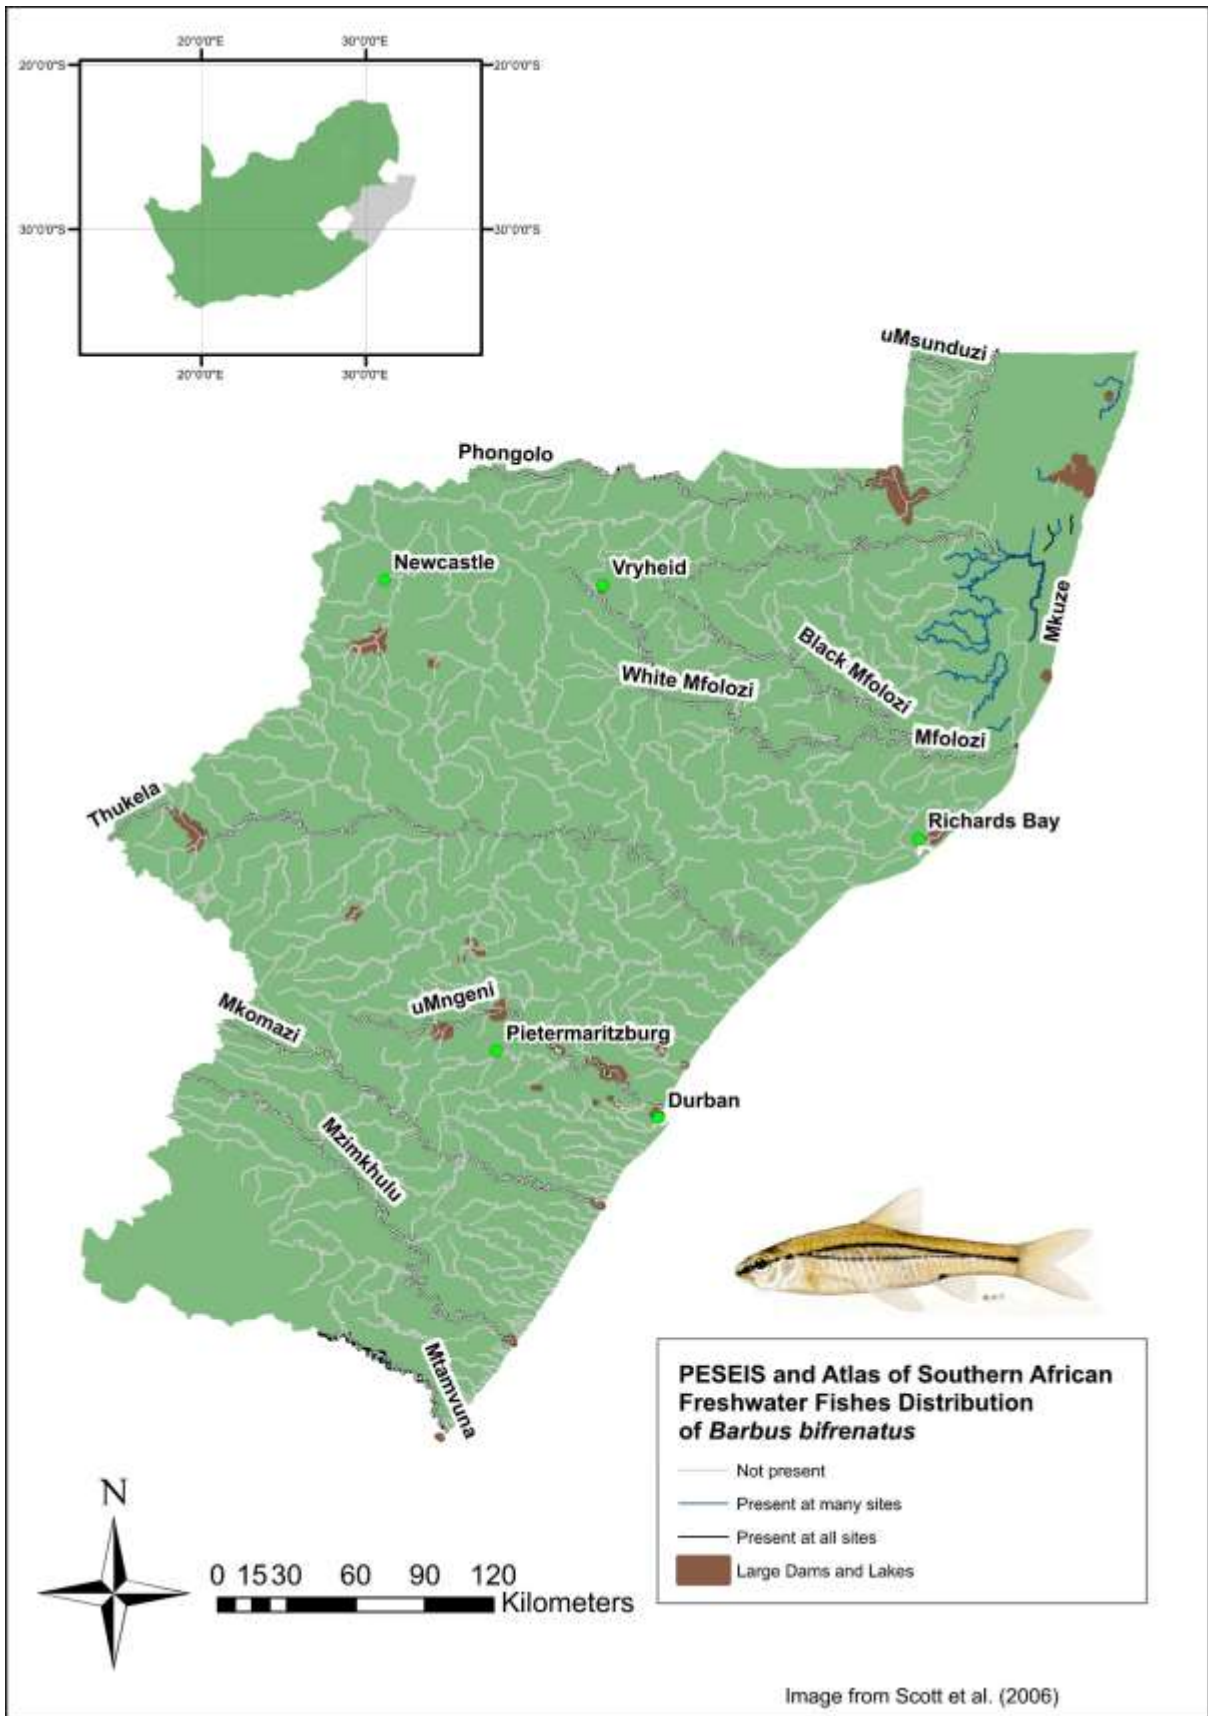 20°0'0"E 30°0'0"E
20°0'0"S 20°0'0"S
30°0'0"S 30°0'0"S
20°0'0"E 30°0'0"E
uMsunduzi
Phongolo
Newcastle
Vryheid
Mkuze
Black Mfolozi
White Mfolozi
Mfolozi
Thukela
Richards Bay
uMngeni
Mkomazi
Pietermaritzburg
Durban
Mzimkhulu
Mtamvuna
PESEIS and Atlas of Southern African
Freshwater Fishes Distribution
of Barbus bifrenatus
Not present
Present at many sites
Present at all sites
Large Dams and Lakes
N
0 15 30 60 90 120
Kilometers
Image from Scott et al. (2006)